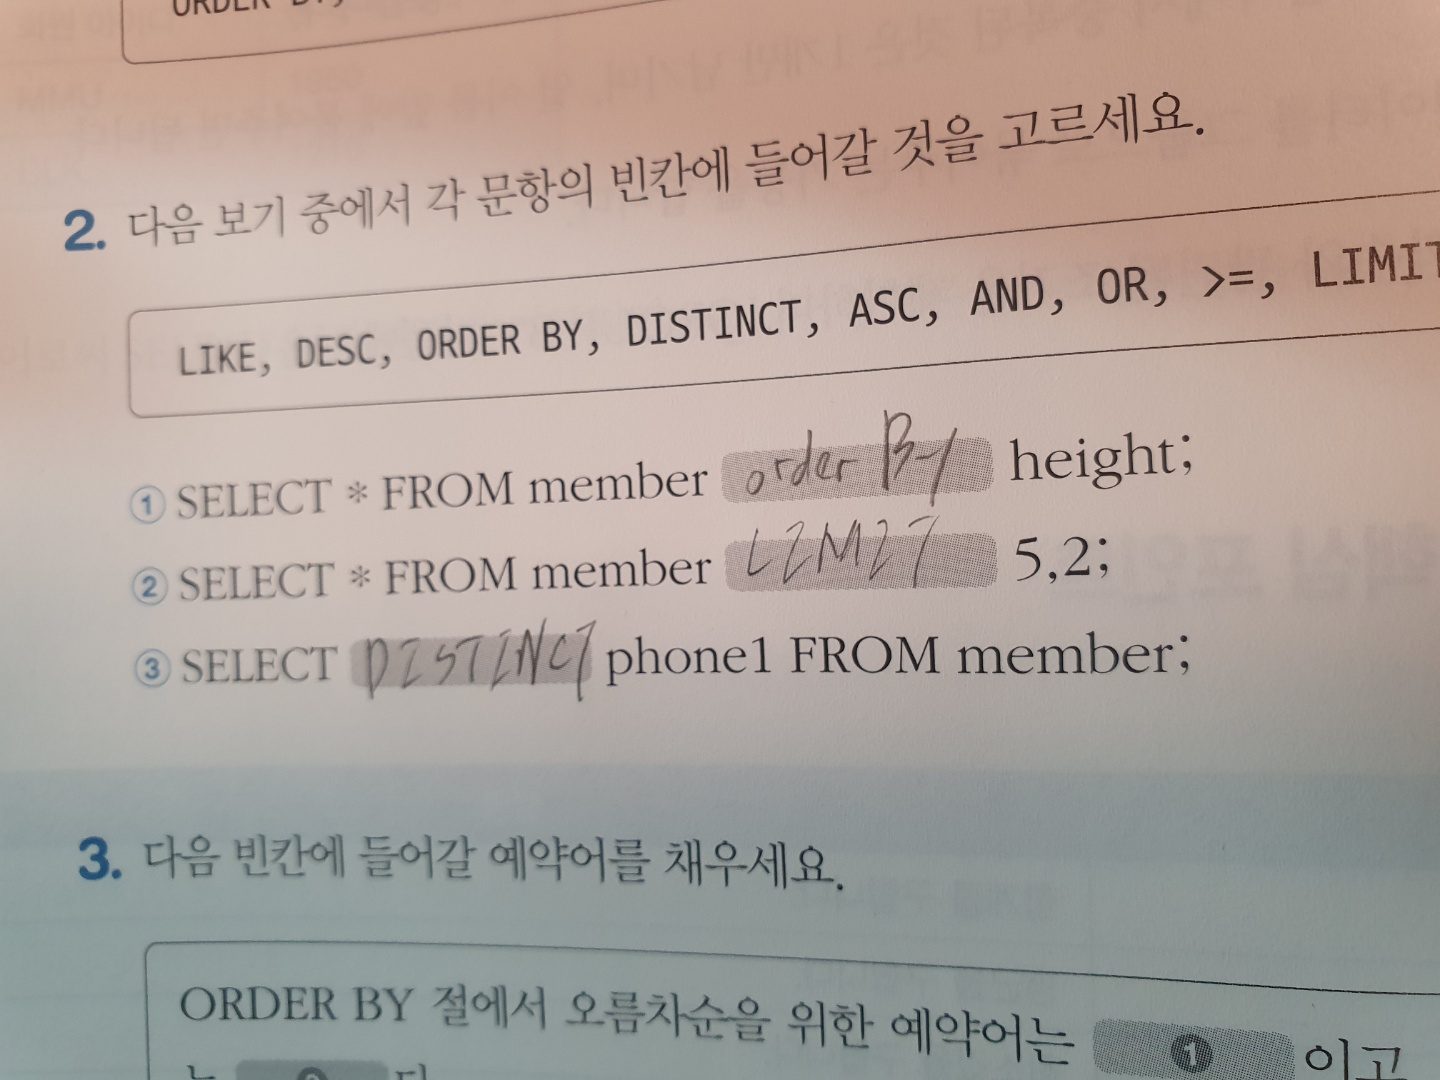 ORDER BY,
2. 다음 보기 중에서 각 문항의 빈칸에 들어갈 것을 고르세요.
LIKE, DESC, ORDER BY, DISTINCT, ASC, AND, OR, >=, LIMIT
① SELECT * FROM member order By height;
② SELECT * FROM member LIMIT 5,2;
③ SELECT DISTINCT phone1 FROM member;
3. 다음 빈칸에 들어갈 예약어를 채우세요.
ORDER BY 절에서 오름차순을 위한 예약어는 ❶ 이고